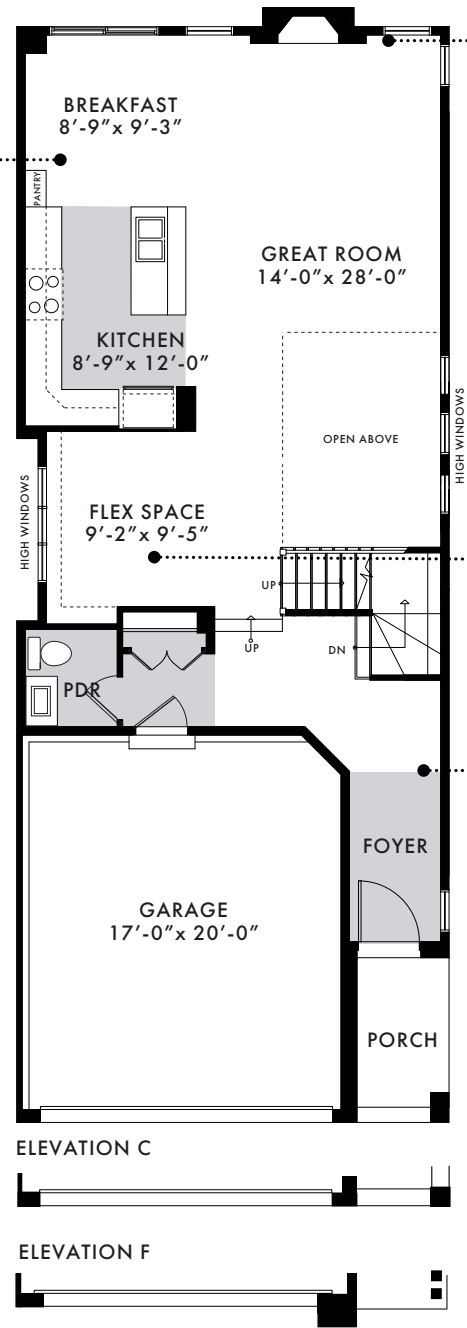 BREAKFAST
8’-9”x 9’-3”
PANTRY
GREAT ROOM
14’-0”x 28’-0”
KITCHEN
8’-9”x 12’-0”
OPEN ABOVE
HIGH WINDOWS
HIGH WINDOWS
FLEX SPACE
9’-2”x 9’-5”
UP
UP
DN
PDR
FOYER
GARAGE
17’-0”x 20’-0”
PORCH
ELEVATION C
ELEVATION F